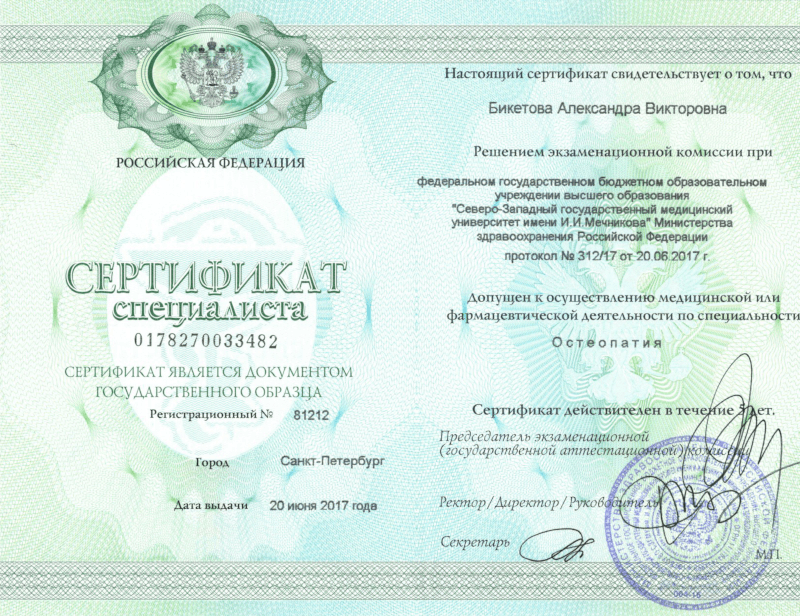 РОССИЙСКАЯ ФЕДЕРАЦИЯ
СЕРТИФИКАТ
специалиста
0178270033482
СЕРТИФИКАТ ЯВЛЯЕТСЯ ДОКУМЕНТОМ
ГОСУДАРСТВЕННОГО ОБРАЗЦА
Регистрационный № 81212
Город Санкт-Петербург
Дата выдачи 20 июня 2017 года
Настоящий сертификат свидетельствует о том, что
Бикетова Александра Викторовна
Решением экзаменационной комиссии при
федеральном государственном бюджетном образовательном
учреждении высшего образования
"Северо-Западный государственный медицинский
университет имени И.И.Мечникова" Министерства
здравоохранения Российской Федерации
протокол № 312/17 от 20.06.2017 г.
Допущен к осуществлению медицинской или
фармацевтической деятельности по специальности
Остеопатия
Сертификат действителен в течение 5 лет.
Председатель экзаменационной
(государственной аттестационной) комиссии
Ректор/Директор/Руководитель
Секретарь
М.П.